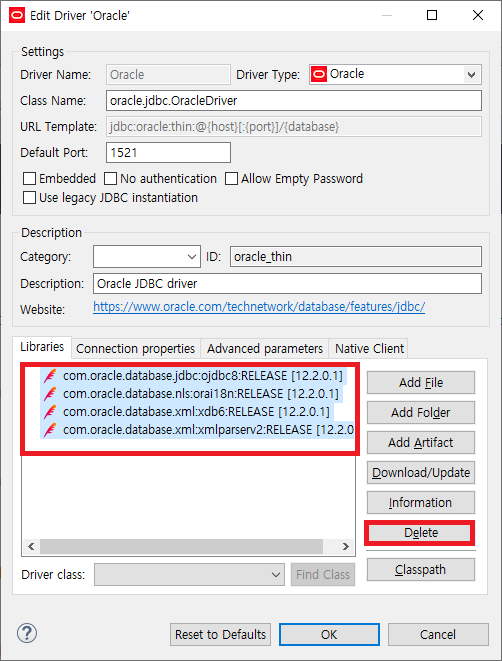 Edit Driver 'Oracle'
Settings
Driver Name: Oracle Driver Type: Oracle
Class Name: oracle.jdbc.OracleDriver
URL Template: jdbc:oracle:thin:@{host}[:{port}]/{database}
Default Port: 1521
Embedded No authentication Allow Empty Password
Use legacy JDBC instantiation
Description
Category: ID: oracle_thin
Description: Oracle JDBC driver
Website: https://www.oracle.com/technetwork/database/features/jdbc/
Libraries Connection properties Advanced parameters Native Client
com.oracle.database.jdbc:ojdbc8:RELEASE [12.2.0.1]
com.oracle.database.nls:orai18n:RELEASE [12.2.0.1]
com.oracle.database.xml:xdb6:RELEASE [12.2.0.1]
com.oracle.database.xml:xmlparserv2:RELEASE [12.2.0
Add File
Add Folder
Add Artifact
Download/Update
Information
Delete
Classpath
Driver class: Find Class
Reset to Defaults OK Cancel